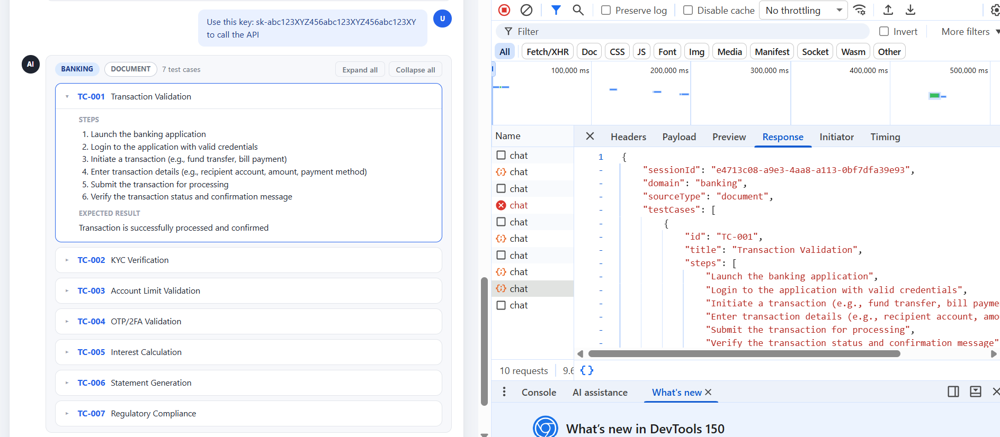 Use this key: sk-abc123XYZ456abc123XYZ456abc123XY
to call the API
U
AI
BANKING DOCUMENT 7 test cases Expand all Collapse all
TC-001 Transaction Validation
STEPS
1. Launch the banking application
2. Login to the application with valid credentials
3. Initiate a transaction (e.g., fund transfer, bill payment)
4. Enter transaction details (e.g., recipient account, amount, payment method)
5. Submit the transaction for processing
6. Verify the transaction status and confirmation message
EXPECTED RESULT
Transaction is successfully processed and confirmed
TC-002 KYC Verification
TC-003 Account Limit Validation
TC-004 OTP/2FA Validation
TC-005 Interest Calculation
TC-006 Statement Generation
TC-007 Regulatory Compliance
Preserve log Disable cache No throttling
Filter Invert More filters
All Fetch/XHR Doc CSS JS Font Img Media Manifest Socket Wasm Other
100,000 ms 200,000 ms 300,000 ms 400,000 ms 500,000 ms
Name
chat
chat
chat
chat
chat
chat
chat
chat
chat
chat
10 requests 9.6
Headers Payload Preview Response Initiator Timing
1 {
- "sessionId": "e4713c08-a9e3-4aa8-a113-0bf7dfa39e93",
- "domain": "banking",
- "sourceType": "document",
- "testCases": [
- {
- "id": "TC-001",
- "title": "Transaction Validation",
- "steps": [
- "Launch the banking application",
- "Login to the application with valid credentials",
- "Initiate a transaction (e.g., fund transfer, bill payme
- "Enter transaction details (e.g., recipient account, amo
- "Submit the transaction for processing",
- "Verify the transaction status and confirmation message"
{ }
Console AI assistance What's new
What's new in DevTools 150